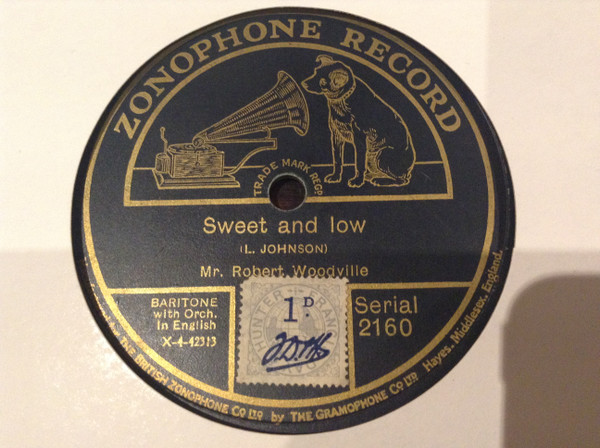 ZONOPHONE RECORD
TRADE MARK REGD
Sweet and low
(L. JOHNSON)
Mr. Robert Woodville
BARITONE
with Orch.
In English
X-4-42313
1D.
Serial
2160
THE BRITISH ZONOPHONE CO LTD by THE GRAMOPHONE CO LTD Hayes, Middlesex, England.